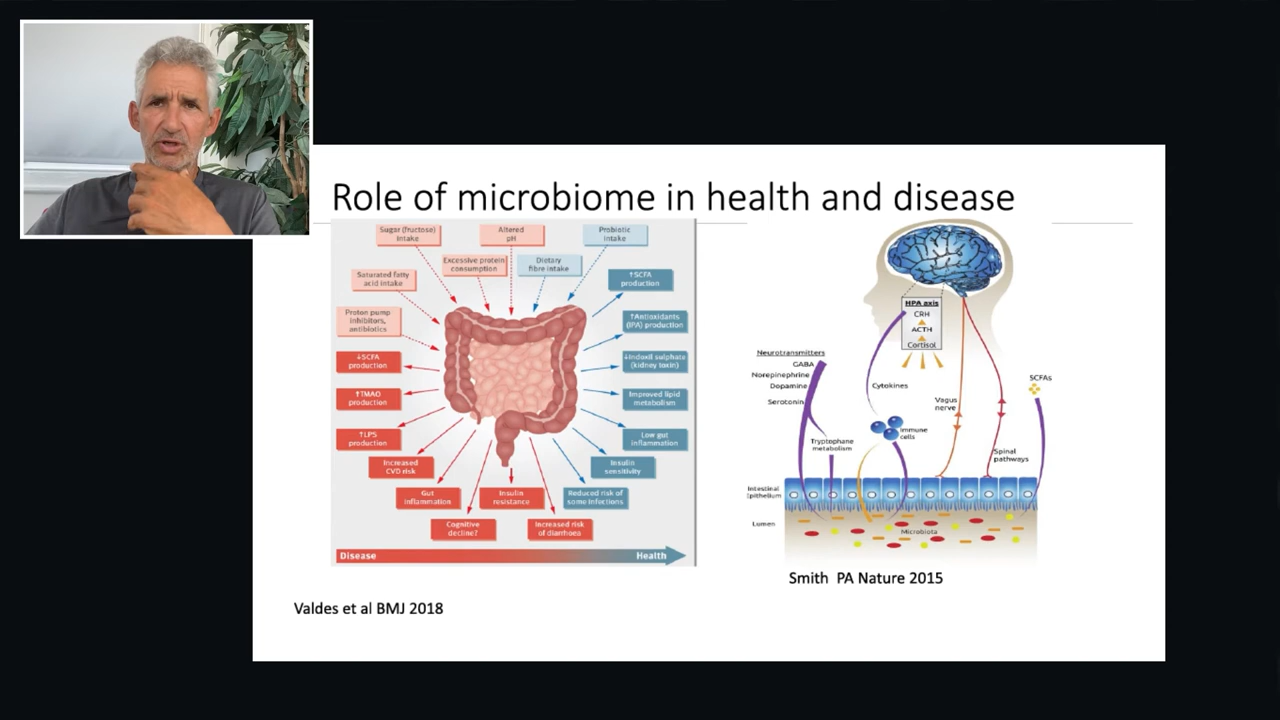 Role of microbiome in health and disease
Sugar (fructose)
intake
Altered
pH
Probiotic
intake
Excessive protein
consumption
Dietary
fibre intake
Saturated fatty
acid intake
↑SCFA
production
Proton pump
inhibitors,
antibiotics
↑Antioxidants
(IPA) production
↓SCFA
production
↓Indoxil sulphate
(kidney toxin)
↑TMAO
production
Improved lipid
metabolism
↑LPS
production
Low gut
inflammation
Increased
CVD risk
Insulin
sensitivity
Gut
inflammation
Insulin
resistance
Reduced risk of
some infections
Cognitive
decline?
Increased risk
of diarrhoea
Disease
Health
Valdes et al BMJ 2018
HPA axis
CRH
ACTH
Cortisol
Neurotransmitters
GABA
Norepinephrine
Dopamine
Serotonin
Cytokines
SCFAs
Vagus
nerve
Immune
cells
Tryptophane
metabolism
Spinal
pathways
Intestinal
Epithelium
Lumen
Microbiota
Smith PA Nature 2015